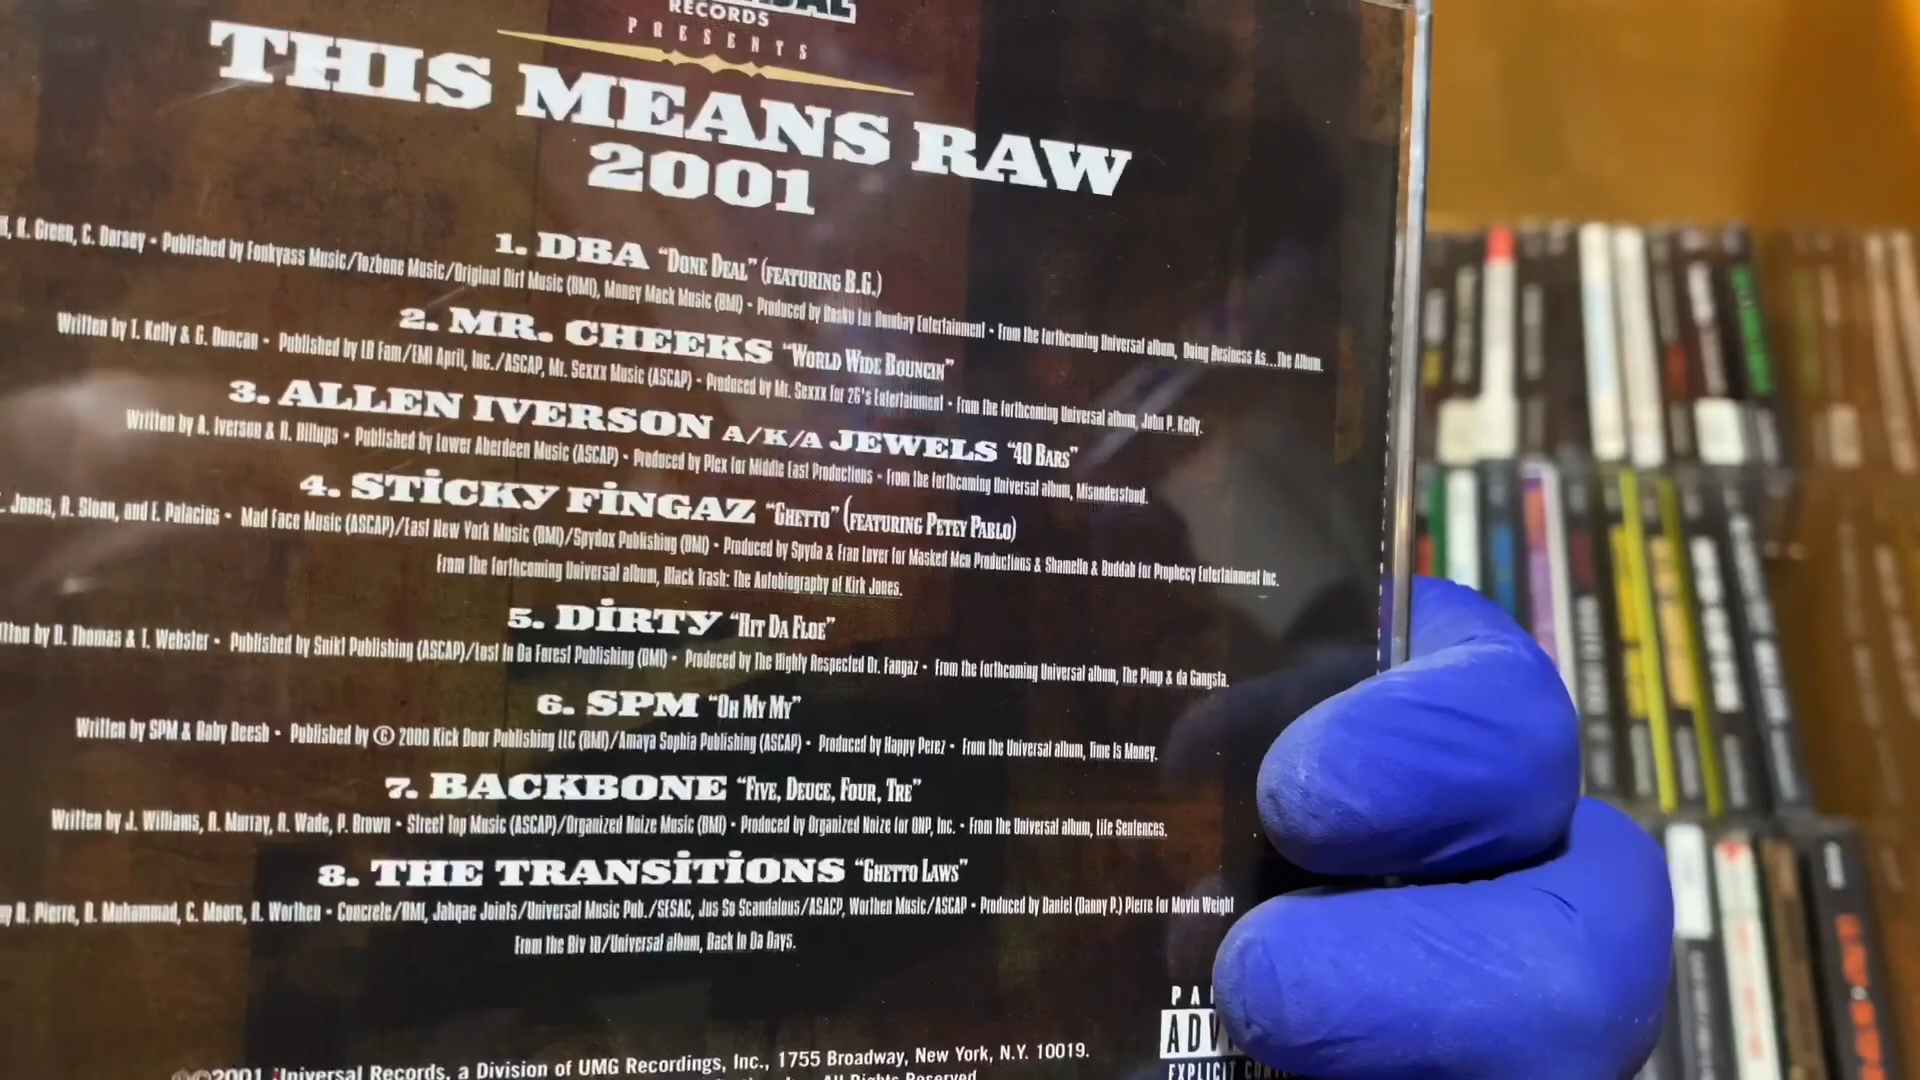 RECORDS
PRESENTS
THIS MEANS RAW
2001
1. DBA "DONE DEAL" (FEATURING B.G.)
K. Green, C. Dorsey • Published by Fonkyass Music/Tozbone Music/Original Dirt Music (BMI), Money Mack Music (BMI) • Produced by for Bombay Entertainment • From the forthcoming Universal album, Doing Business As...The Album.
2. MR. CHEEKS "WORLD WIDE BOUNCIN"
Written by T. Kelly & G. Duncan • Published by LB Fam/EMI April, Inc./ASCAP, Mr. Sexxx Music (ASCAP) • Produced by Mr. Sexxx for 26's Entertainment • From the forthcoming Universal album, John P. Kelly.
3. ALLEN IVERSON A/K/A JEWELS "40 BARS"
Written by A. Iverson & R. Hillups • Published by Lower Aberdeen Music (ASCAP) • Produced by Plex for Middle East Productions • From the forthcoming Universal album, Misunderstood.
4. STICKY FINGAZ "GHETTO" (FEATURING PETEY PABLO)
Jones, R. Sloan, and E. Palacios • Mad Face Music (ASCAP)/East New York Music (BMI)/Spydox Publishing (BMI) • Produced by Spyda & Fran Lover for Masked Men Productions & Shamello & Buddah for Prophecy Entertainment Inc.
From the forthcoming Universal album, Black Trash: The Autobiography of Kirk Jones.
5. DIRTY "HIT DA FLOE"
by D. Thomas & T. Webster • Published by Snikt Publishing (ASCAP)/Lost In Da Forest Publishing (BMI) • Produced by The Highly Respected Dr. Fangaz • From the forthcoming Universal album, The Pimp & da Gangsta.
6. SPM "OH MY MY"
Written by SPM & Baby Beesh • Published by © 2000 Kick Door Publishing LLC (BMI)/Amaya Sophia Publishing (ASCAP) • Produced by Happy Perez • From the Universal album, Time Is Money.
7. BACKBONE "FIVE, DEUCE, FOUR, TRE"
Written by J. Williams, R. Murray, R. Wade, P. Brown • Street Top Music (ASCAP)/Organized Noize Music (BMI) • Produced by Organized Noize for ONP, Inc. • From the Universal album, Life Sentences.
8. THE TRANSITIONS "GHETTO LAWS"
D. Pierre, D. Muhammad, C. Moore, R. Worthen • Concrete/BMI, Jahqae Joints/Universal Music Pub./SESAC, Jus So Scandalous/ASACP, Worthen Music/ASCAP • Produced by Daniel (Danny P.) Pierre for Movin Weight
From the Biv 10/Universal album, Back In Da Days.
©2001 Universal Records, a Division of UMG Recordings, Inc., 1755 Broadway, New York, N.Y. 10019.
All Rights Reserved
PA
ADV
EXPLICIT